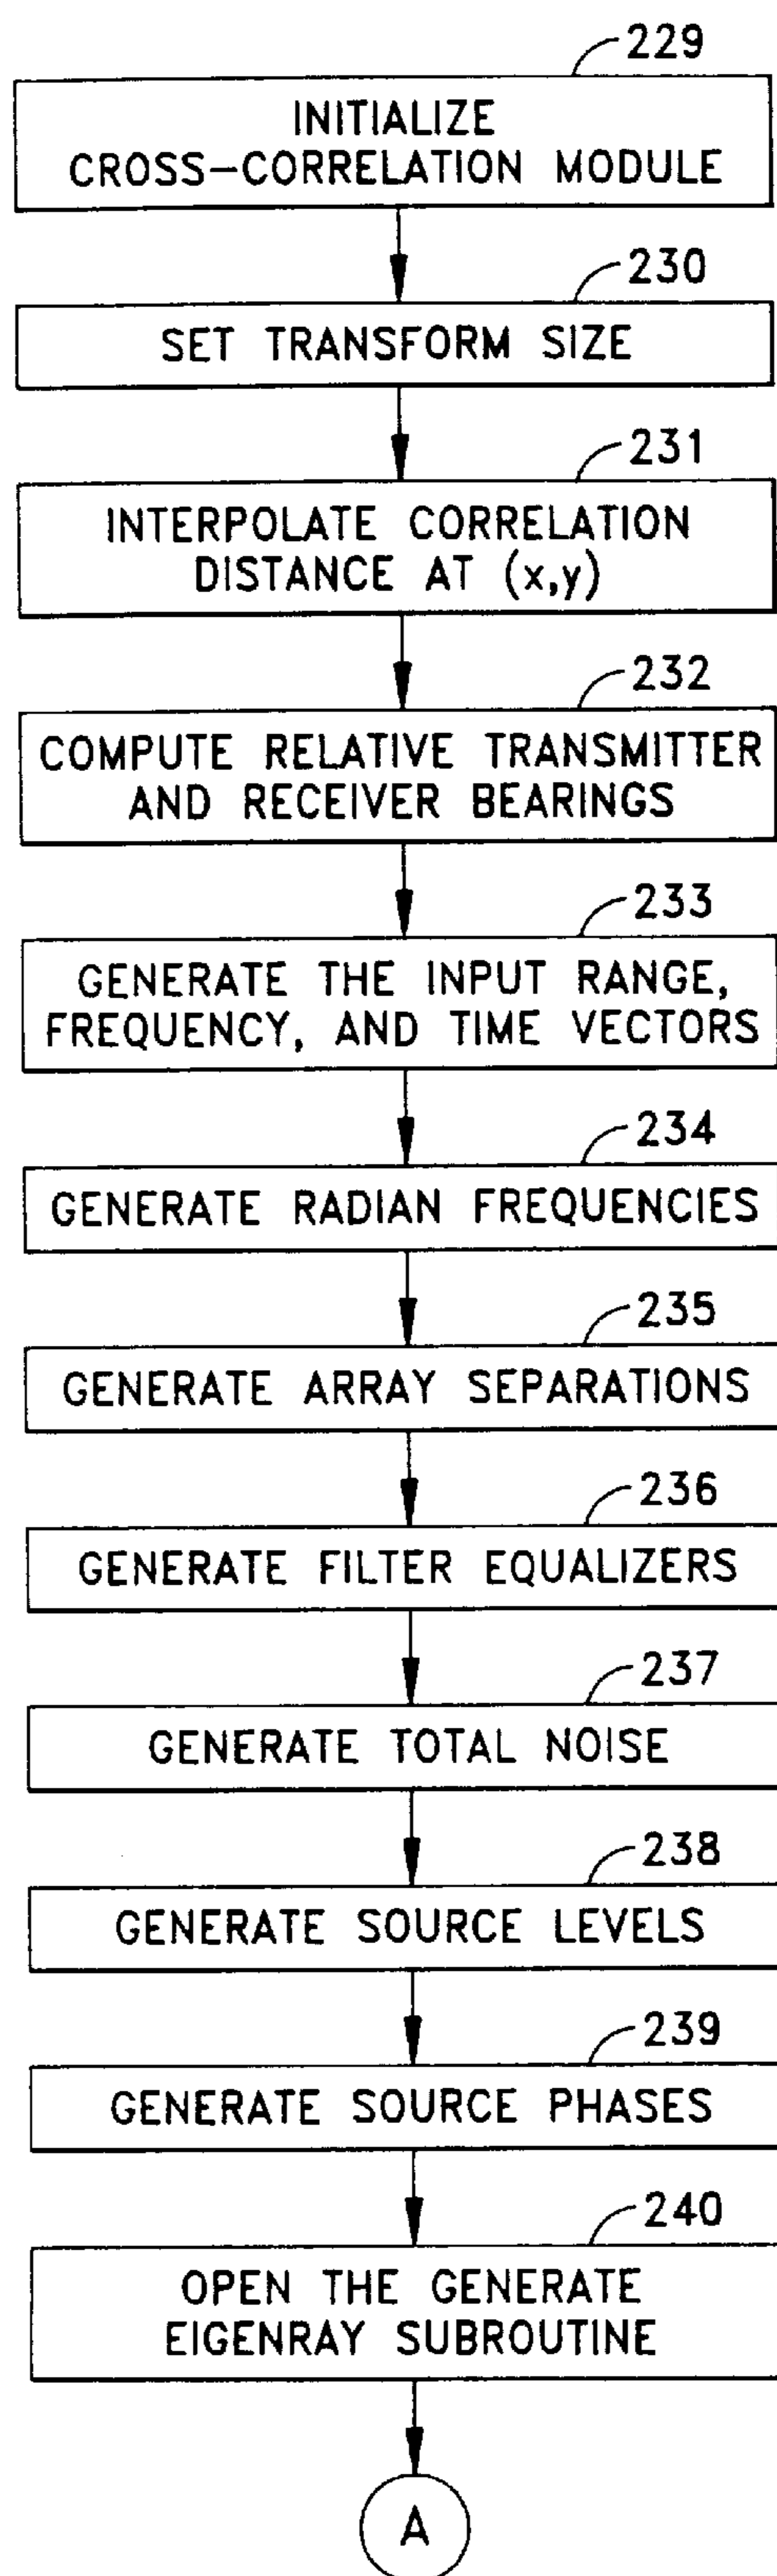 229
INITIALIZE
CROSS-CORRELATION MODULE
230
SET TRANSFORM SIZE
231
INTERPOLATE CORRELATION
DISTANCE AT (x,y)
232
COMPUTE RELATIVE TRANSMITTER
AND RECEIVER BEARINGS
233
GENERATE THE INPUT RANGE,
FREQUENCY, AND TIME VECTORS
234
GENERATE RADIAN FREQUENCIES
235
GENERATE ARRAY SEPARATIONS
236
GENERATE FILTER EQUALIZERS
237
GENERATE TOTAL NOISE
238
GENERATE SOURCE LEVELS
239
GENERATE SOURCE PHASES
240
OPEN THE GENERATE
EIGENRAY SUBROUTINE
A